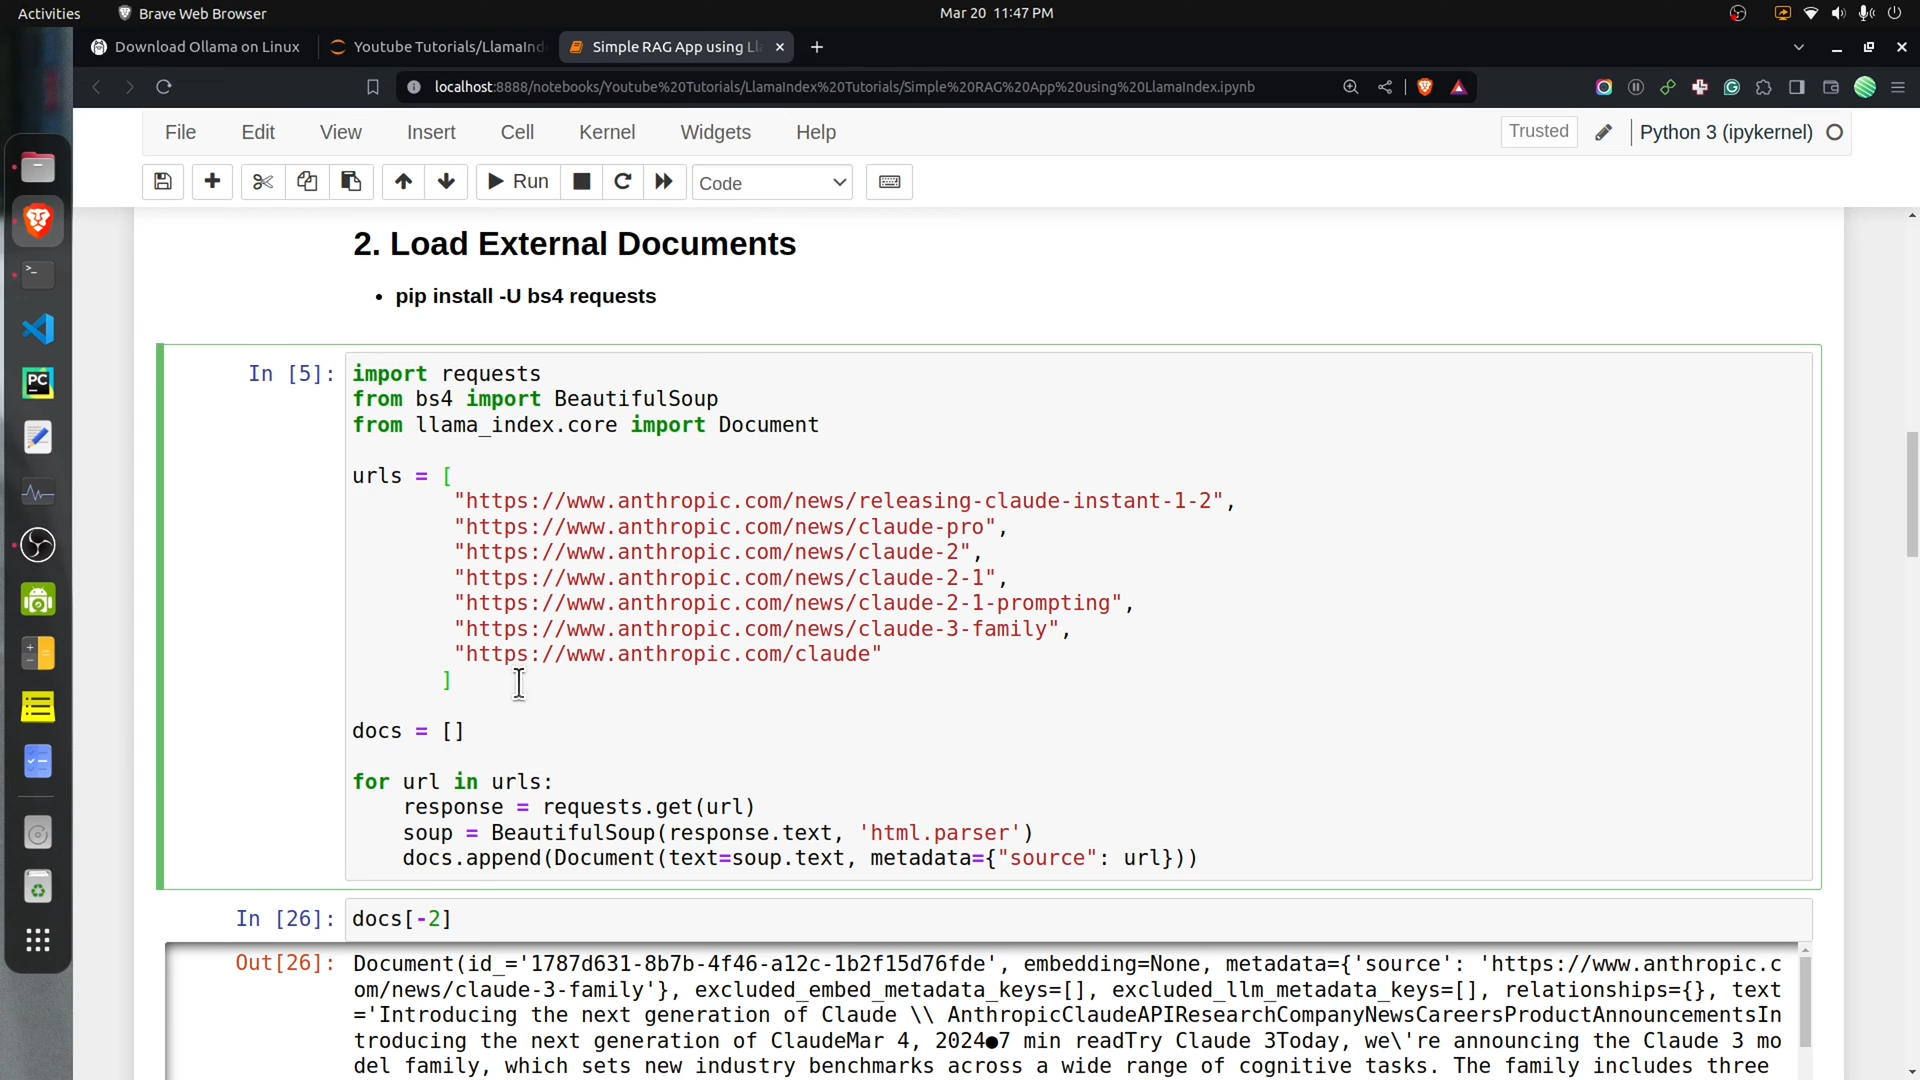 Activities
Brave Web Browser
Mar 20 11:47 PM
Download Ollama on Linux
Youtube Tutorials/LlamaInd
Simple RAG App using Ll
localhost:8888/notebooks/Youtube%20Tutorials/LlamaIndex%20Tutorials/Simple%20RAG%20App%20using%20LlamaIndex.ipynb
File
Edit
View
Insert
Cell
Kernel
Widgets
Help
Trusted
Python 3 (ipykernel)
Run
Code
2. Load External Documents
• pip install -U bs4 requests
In [5]:
import requests
from bs4 import BeautifulSoup
from llama_index.core import Document
urls = [
"https://www.anthropic.com/news/releasing-claude-instant-1-2",
"https://www.anthropic.com/news/claude-pro",
"https://www.anthropic.com/news/claude-2",
"https://www.anthropic.com/news/claude-2-1",
"https://www.anthropic.com/news/claude-2-1-prompting",
"https://www.anthropic.com/news/claude-3-family",
"https://www.anthropic.com/claude"
]
docs = []
for url in urls:
response = requests.get(url)
soup = BeautifulSoup(response.text, 'html.parser')
docs.append(Document(text=soup.text, metadata={"source": url}))
In [26]:
docs[-2]
Out[26]:
Document(id_='1787d631-8b7b-4f46-a12c-1b2f15d76fde', embedding=None, metadata={'source': 'https://www.anthropic.c
om/news/claude-3-family'}, excluded_embed_metadata_keys=[], excluded_llm_metadata_keys=[], relationships={}, text
='Introducing the next generation of Claude \\ AnthropicClaudeAPIResearchCompanyNewsCareersProductAnnouncementsIn
troducing the next generation of ClaudeMar 4, 2024●7 min readTry Claude 3Today, we\'re announcing the Claude 3 mo
del family, which sets new industry benchmarks across a wide range of cognitive tasks. The family includes three
PC